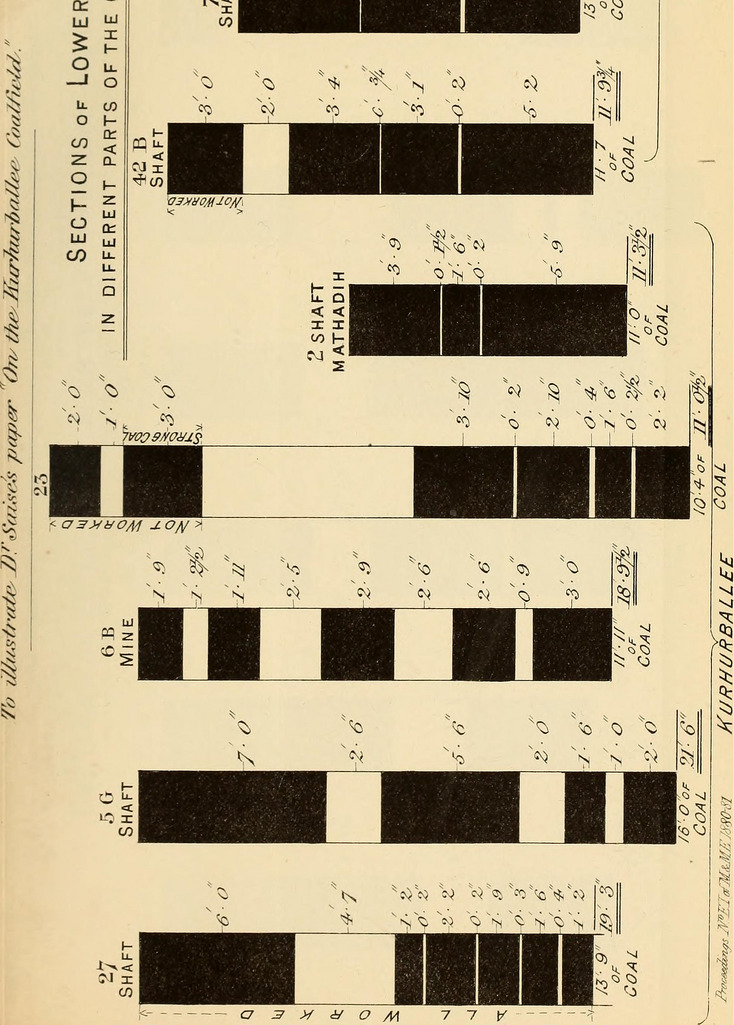 To illustrate Dr. Saises paper "On the Kurhurballee Coalfield."
SECTIONS OF LOWER
IN DIFFERENT PARTS OF THE
27
SHAFT
6'. 0"
4'. 7"
1'. 2"
0'. 2"
2'. 2"
0'. 2"
1'. 9"
0'. 3"
1'. 6"
0'. 4"
1'. 2"
19'. 3"
13'. 9"
OF
COAL
ALL WORKED
5 G
SHAFT
7'. 0"
2'. 6"
5'. 6"
2'. 0"
1'. 6"
1'. 0"
2'. 0"
21'. 6"
16'. 0" OF
COAL
6 B
MINE
1'. 9"
1'. 2½"
1'. 11"
2'. 5"
2'. 9"
2'. 6"
2'. 6"
0'. 9"
3'. 0"
18'. 9½"
11'. 11"
OF
COAL
23
2'. 0"
1'. 0"
3'. 0"
STRONG COAL
NOT WORKED
3'. 10"
0'. 2"
2'. 10"
0'. 4"
1'. 6"
0'. 2½"
2'. 2"
11'. 0½"
10'. 4" OF
COAL
2 SHAFT
MATHADIH
3'. 9"
0'. 1½"
1'. 6"
0'. 2"
5'. 9"
11'. 3½"
11'. 0"
OF
COAL
42 B
SHAFT
3'. 0"
2'. 0"
3'. 4"
0'. ¾"
3'. 1"
0'. 2"
5. 2
NOT WORKED
11'. 9¾"
11. 7
OF
COAL
7
SH
13'
O
CO
KURHURBALLEE
Proceedings N of E I of M & M E 1880-81